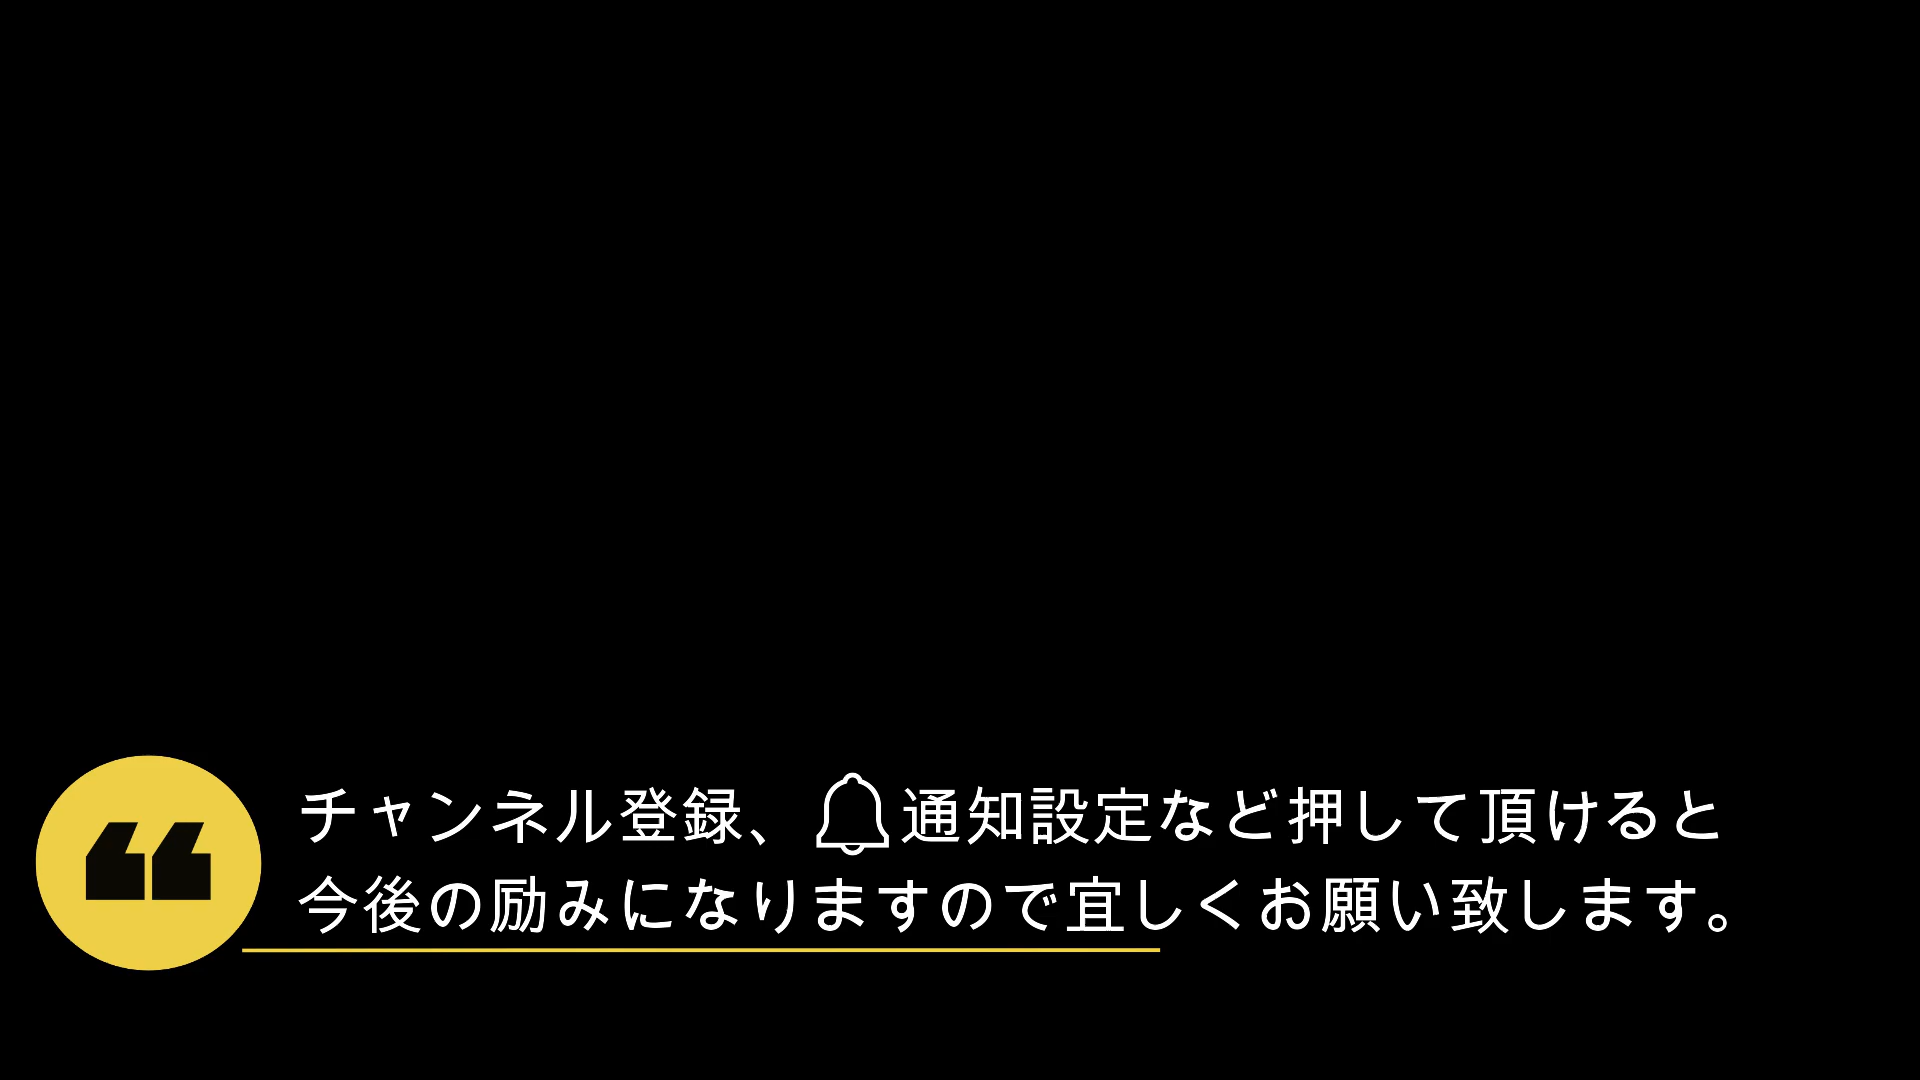 チャンネル登録、🔔通知設定など押して頂けると
今後の励みになりますので宜しくお願い致します。